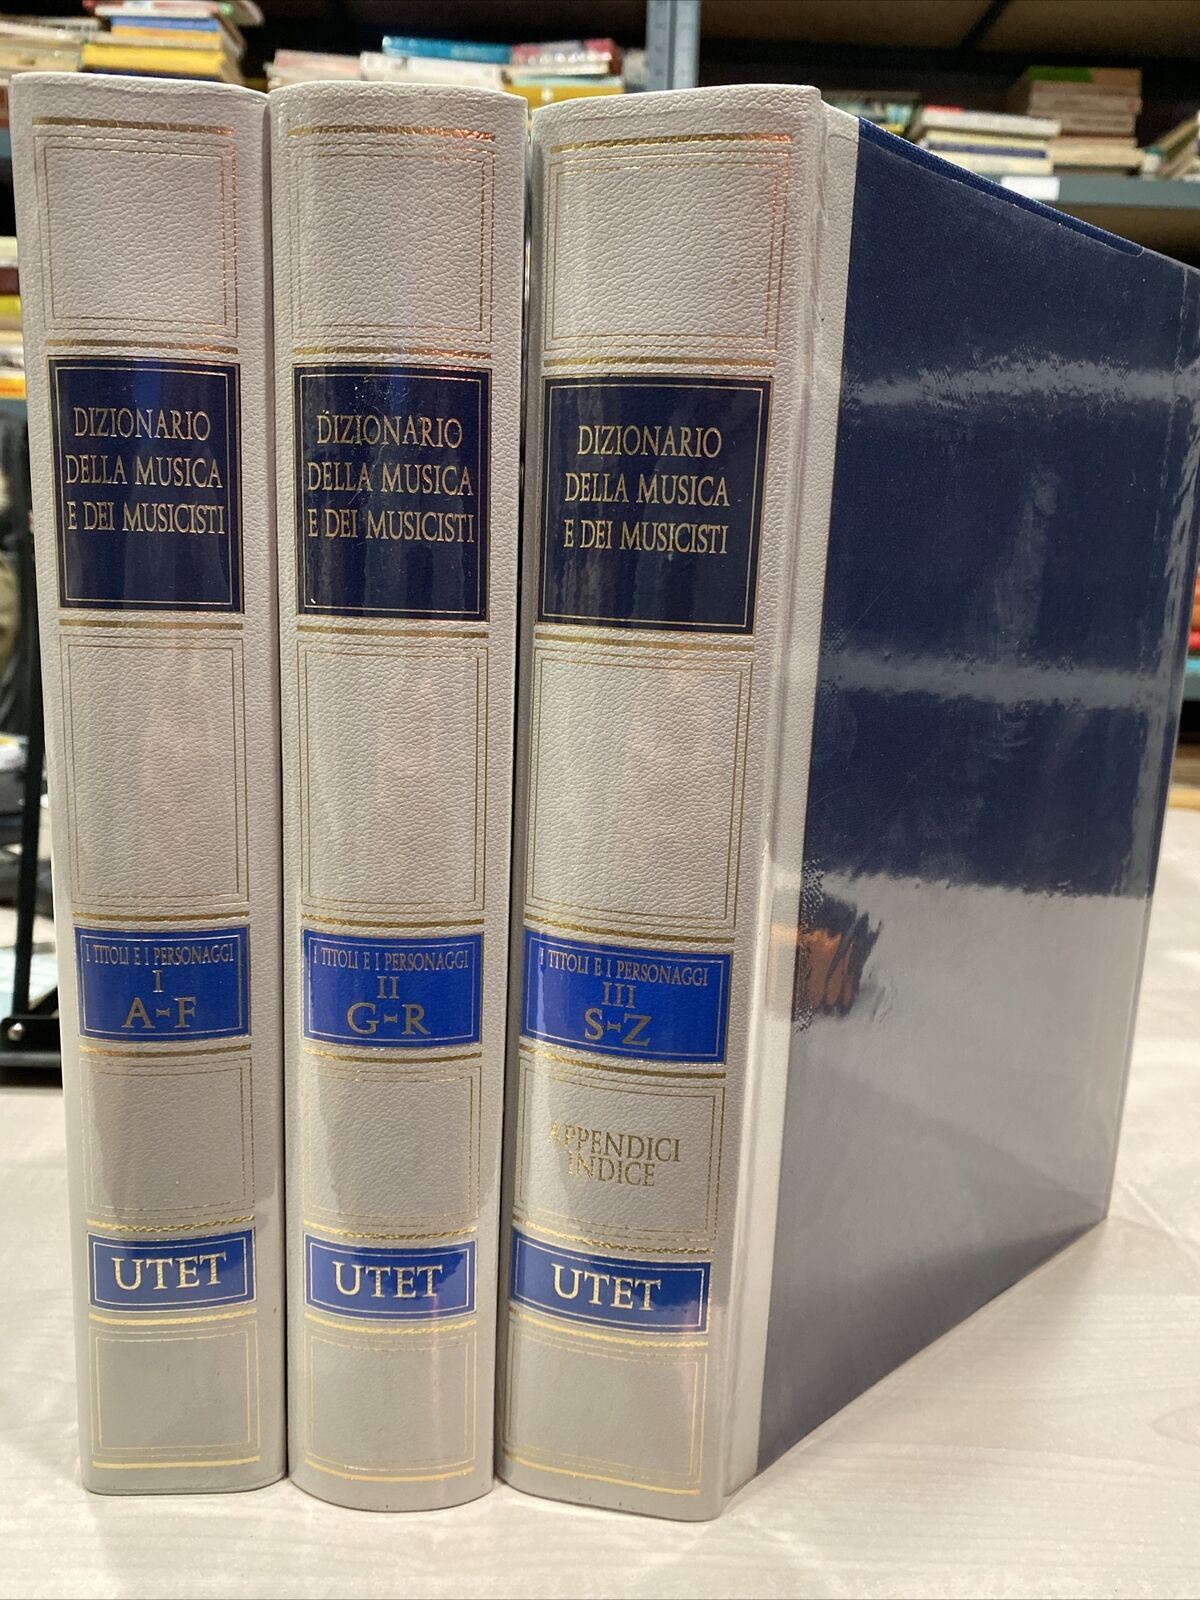 DIZIONARIO
DELLA MUSICA
E DEI MUSICISTI
I TITOLI E I PERSONAGGI
I
A-F
UTET
DIZIONARIO
DELLA MUSICA
E DEI MUSICISTI
I TITOLI E I PERSONAGGI
II
G-R
UTET
DIZIONARIO
DELLA MUSICA
E DEI MUSICISTI
I TITOLI E I PERSONAGGI
III
S-Z
APPENDICI
INDICE
UTET